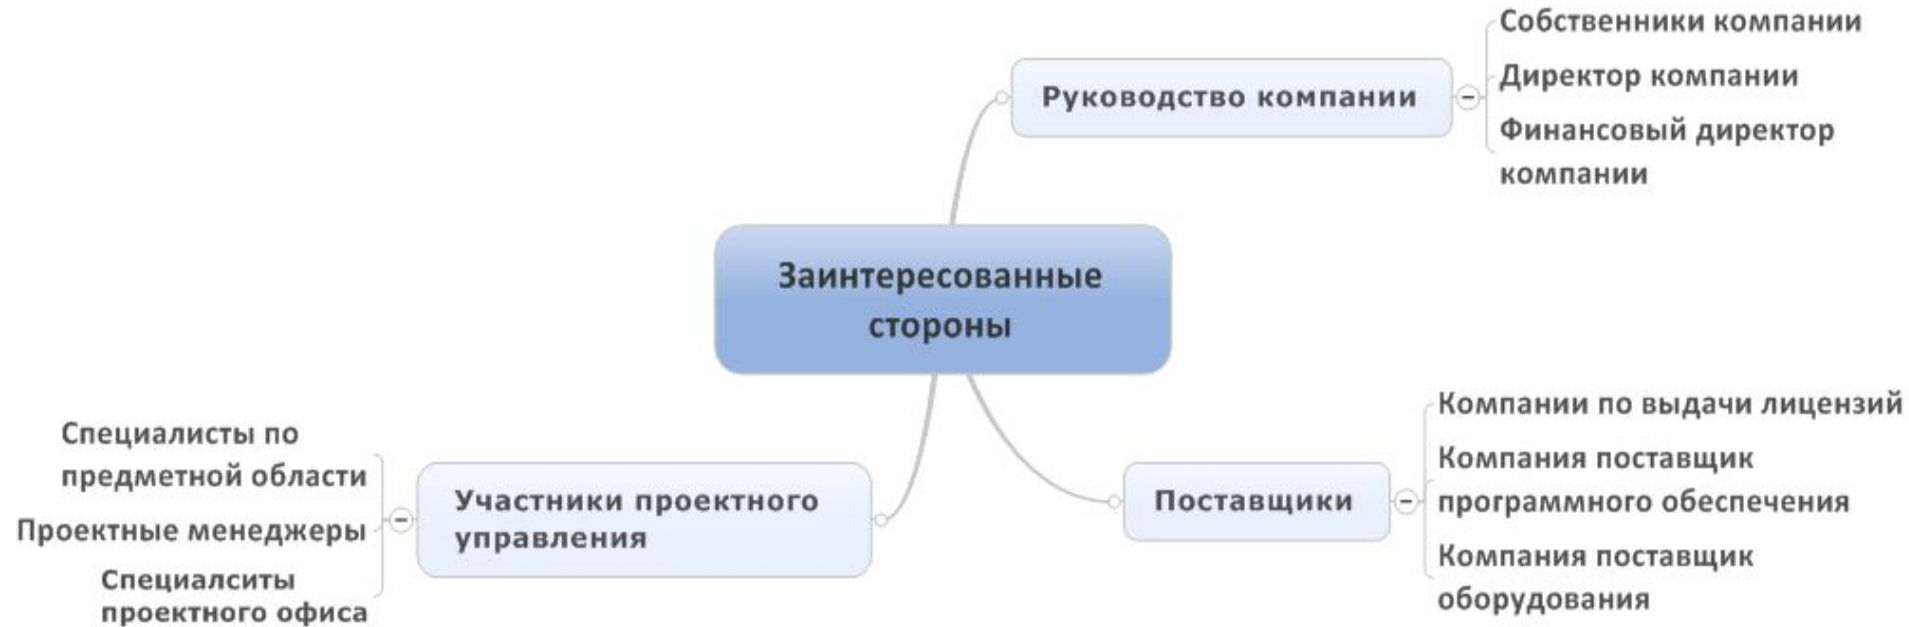 Собственники компании
Директор компании
Руководство компании
Финансовый директор
компании
Заинтересованные
стороны
Специалисты по
предметной области
Проектные менеджеры
Специалситы
проектного офиса
Участники проектного
управления
Поставщики
Компании по выдачи лицензий
Компания поставщик
программного обеспечения
Компания поставщик
оборудования